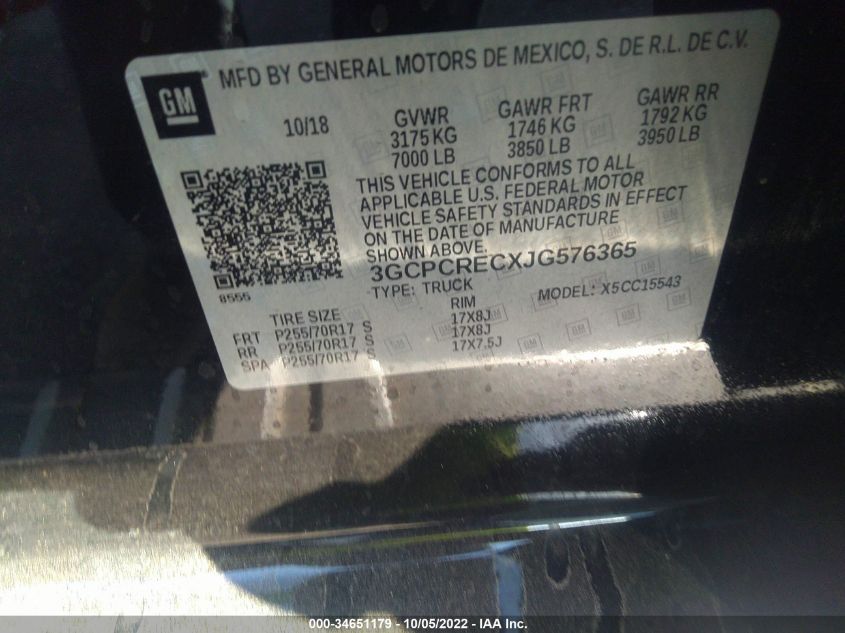 GM
®
MFD BY GENERAL MOTORS DE MEXICO, S. DE R.L. DE C.V.
10/18
GVWR GAWR FRT GAWR RR
3175 KG 1746 KG 1792 KG
7000 LB 3850 LB 3950 LB
THIS VEHICLE CONFORMS TO ALL
APPLICABLE U.S. FEDERAL MOTOR
VEHICLE SAFETY STANDARDS IN EFFECT
ON THE DATE OF MANUFACTURE
SHOWN ABOVE.
3GCPCRECXJG576365
8555
TYPE: TRUCK MODEL: X5CC15543
TIRE SIZE RIM
FRT P255/70R17 S 17X8J
RR P255/70R17 S 17X8J
SPA P255/70R17 S 17X7.5J
000-34651179 - 10/05/2022 - IAA Inc.